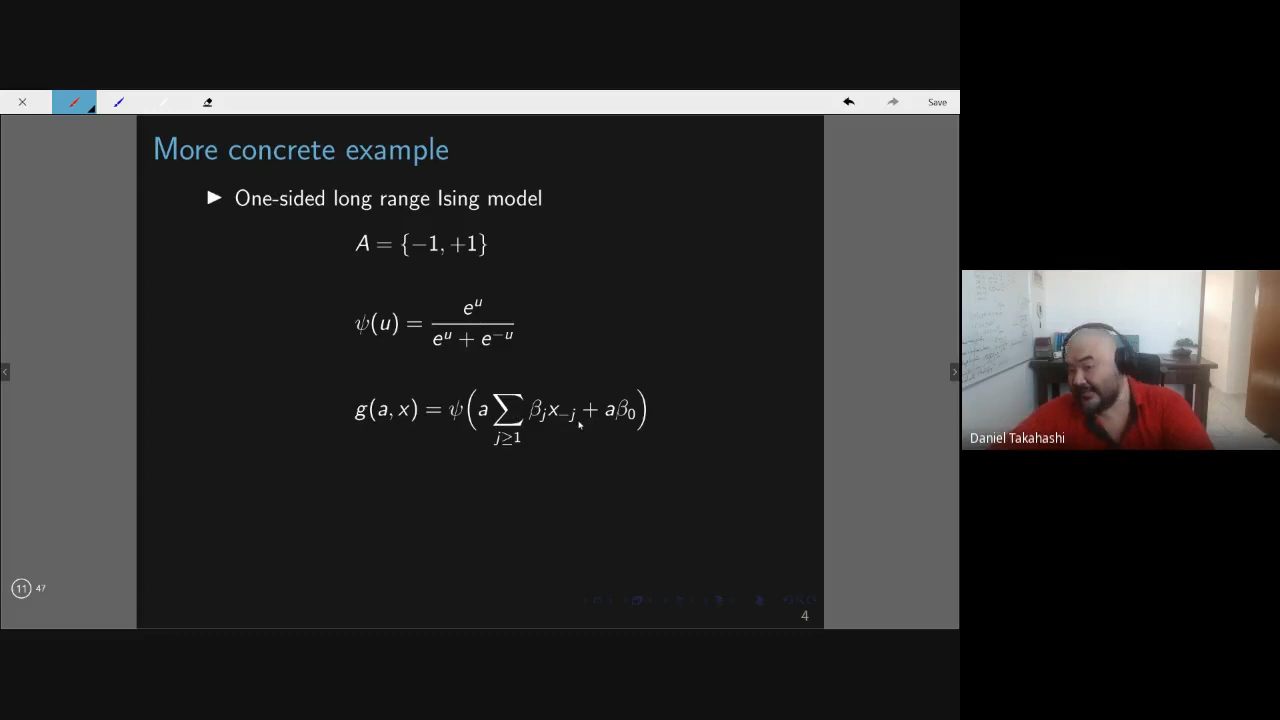 Save
More concrete example
▶ One-sided long range Ising model
A = {−1, +1}
ψ(u) = e^u / (e^u + e^{−u})
g(a, x) = ψ(a ∑_{j≥1} β_j x_{−j} + aβ_0)
Daniel Takahashi
11 47
4